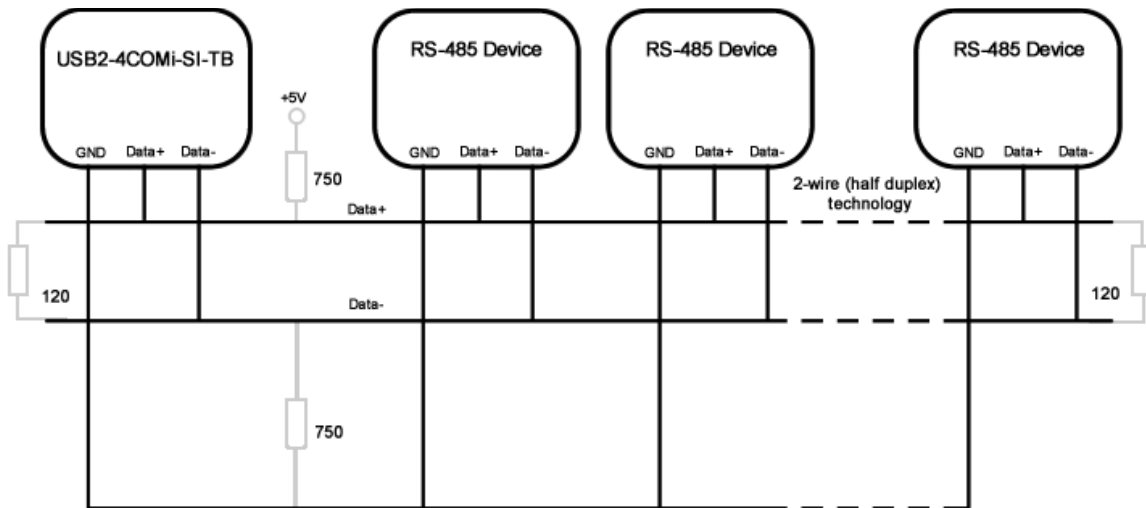 USB2-4COMi-SI-TB
RS-485 Device
RS-485 Device
RS-485 Device
+5V
GND Data+ Data-
GND Data+ Data-
GND Data+ Data-
GND Data+ Data-
750
2-wire (half duplex)
technology
Data+
120
Data-
120
750